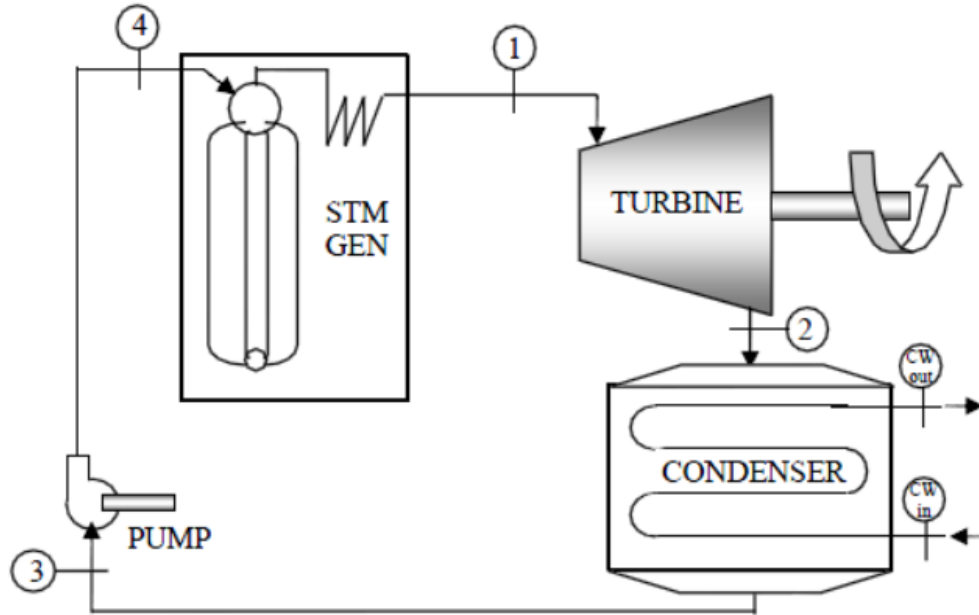 4
1
STM
GEN
TURBINE
2
CW
out
CONDENSER
CW
in
PUMP
3